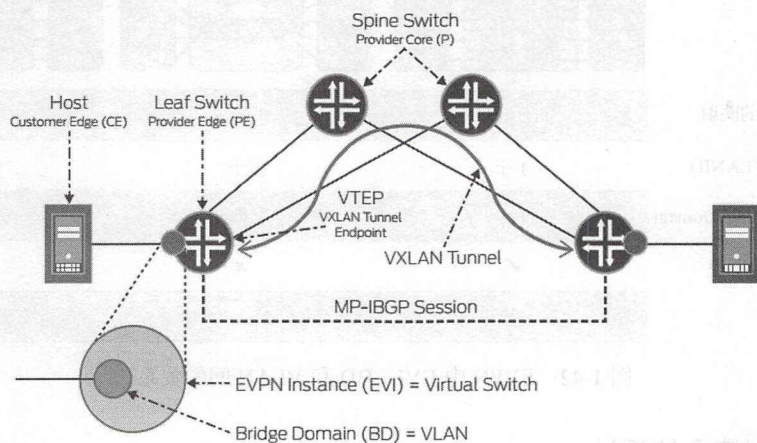 Spine Switch
Provider Core (P)
Host
Customer Edge (CE)
Leaf Switch
Provider Edge (PE)
VTEP
VXLAN Tunnel
Endpoint
VXLAN Tunnel
MP-IBGP Session
EVPN Instance (EVI) = Virtual Switch
Bridge Domain (BD) = VLAN